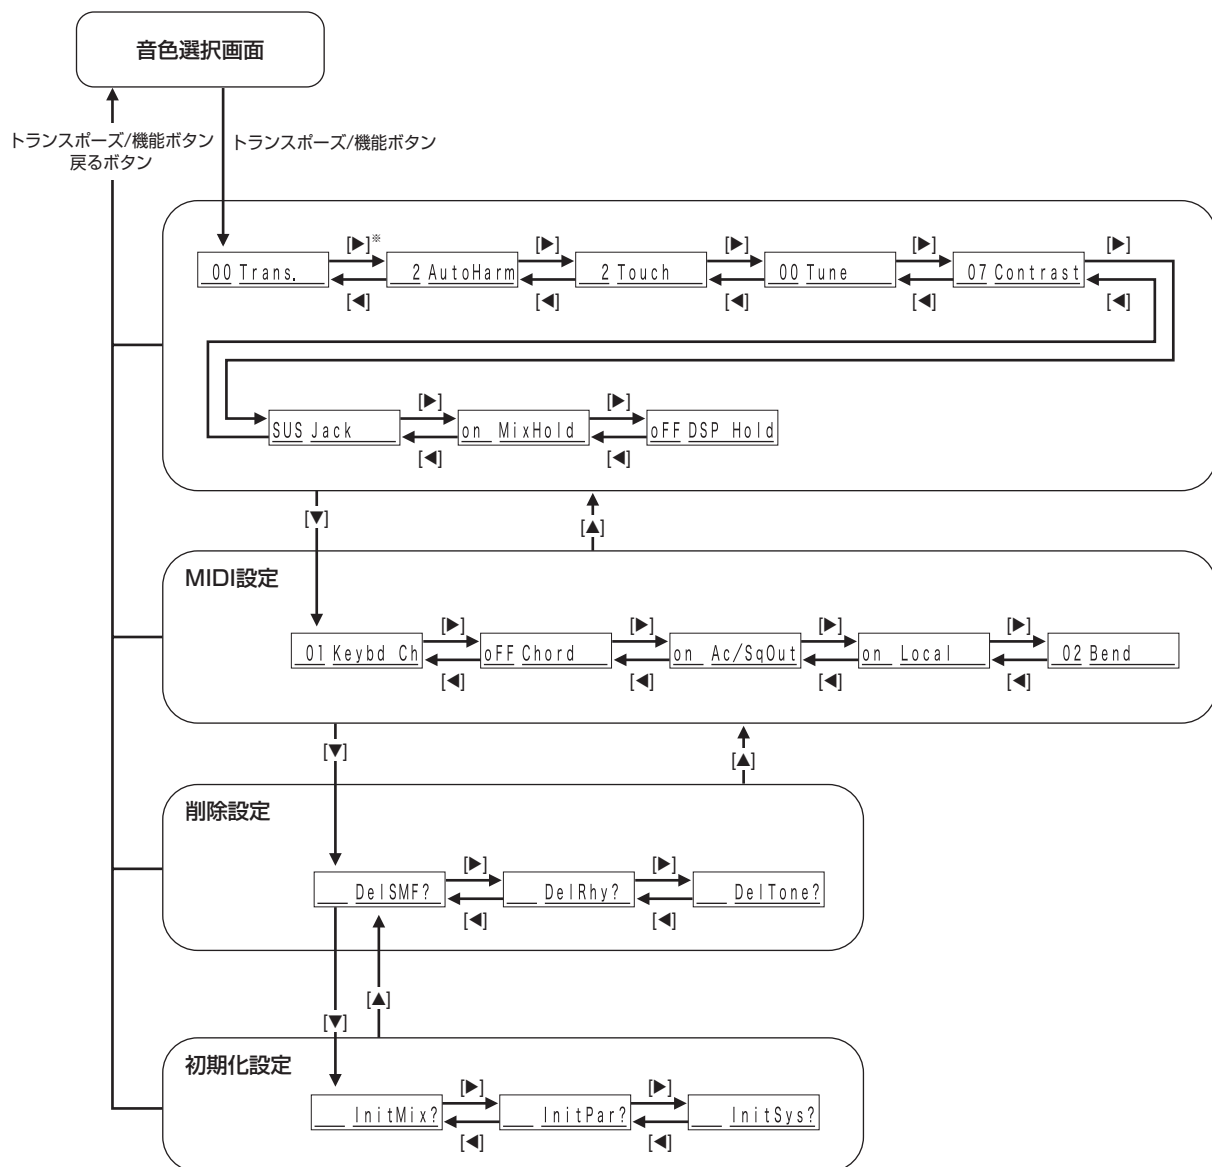 音色選択画面
トランスポーズ/機能ボタン
戻るボタン
トランスポーズ/機能ボタン
[▶]※ [▶] [▶] [▶] [▶]
00 Trans. 2 AutoHarm 2 Touch 00 Tune 07 Contrast
[◀] [◀] [◀] [◀] [◀]
[▶] [▶]
SUS Jack on MixHold oFF DSP Hold
[◀] [◀]
[▼] [▲]
MIDI設定
[▶] [▶] [▶] [▶]
01 Keybd Ch oFF Chord on Ac/SqOut on Local 02 Bend
[◀] [◀] [◀] [◀]
[▼] [▲]
削除設定
[▶] [▶]
DelSMF? DelRhy? DelTone?
[◀] [◀]
[▲]
[▼]
初期化設定
[▶] [▶]
InitMix? InitPar? InitSys?
[◀] [◀]